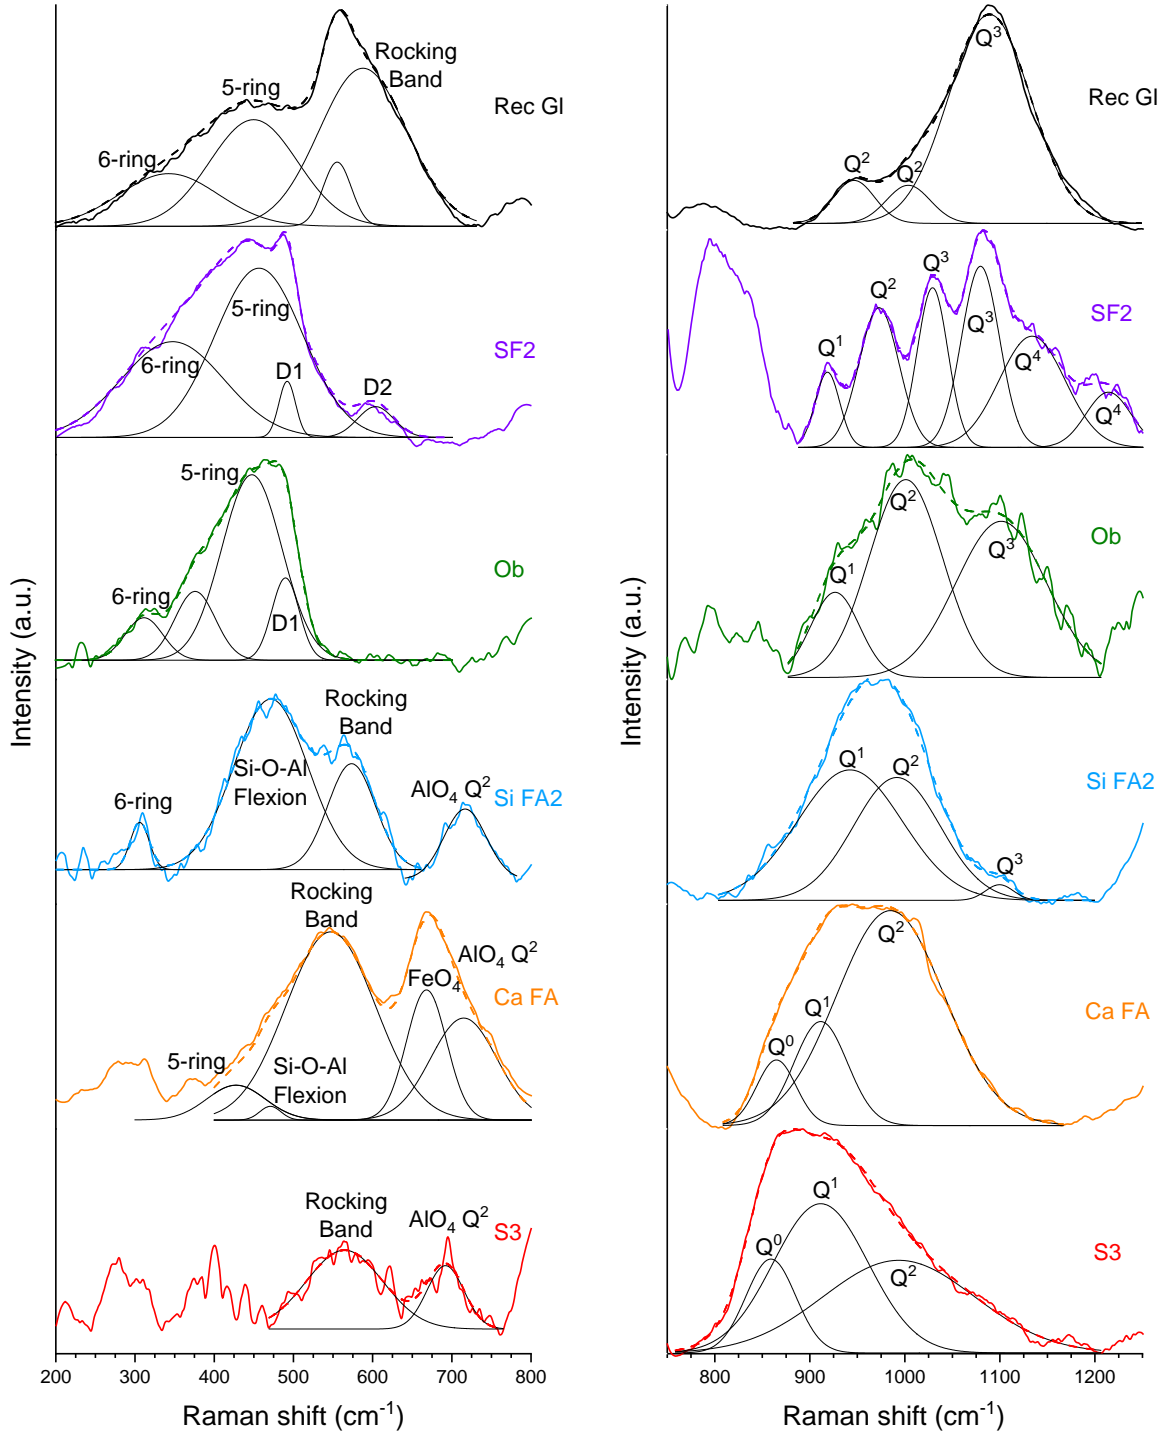 Rocking
Band
5-ring
6-ring
Rec Gl
5-ring
6-ring
D1
D2
SF2
5-ring
6-ring
D1
Ob
Rocking
Band
Si-O-Al
Flexion
6-ring
AlO₄ Q²
Si FA2
Rocking
Band
AlO₄ Q²
FeO₄
5-ring
Si-O-Al
Flexion
Ca FA
Rocking
Band
AlO₄ Q²
S3
200 300 400 500 600 700 800
Raman shift (cm⁻¹)
Intensity (a.u.)
Q³
Q²
Q²
Rec Gl
Q¹
Q²
Q³
Q³
Q⁴
Q⁴
SF2
Q¹
Q²
Q³
Ob
Q¹
Q²
Q³
Si FA2
Q⁰
Q¹
Q²
Ca FA
Q⁰
Q¹
Q²
S3
800 900 1000 1100 1200
Raman shift (cm⁻¹)
Intensity (a.u.)